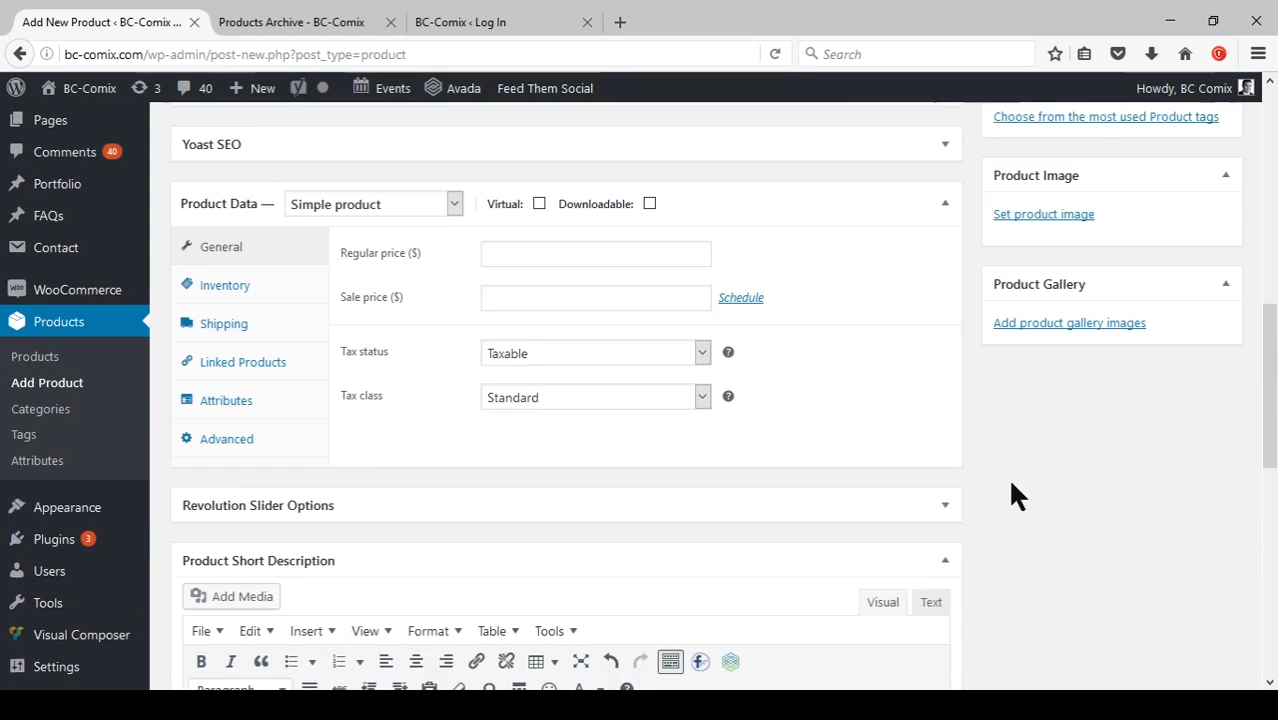 Add New Product ‹ BC-Comix ...
Products Archive - BC-Comix
BC-Comix ‹ Log In
bc-comix.com/wp-admin/post-new.php?post_type=product
Search
BC-Comix
3
40
New
Events
Avada
Feed Them Social
Howdy, BC Comix
Pages
Comments 40
Portfolio
FAQs
Contact
WooCommerce
Products
Products
Add Product
Categories
Tags
Attributes
Appearance
Plugins 3
Users
Tools
Visual Composer
Settings
Yoast SEO
Product Data — Simple product Virtual: Downloadable:
General
Inventory
Shipping
Linked Products
Attributes
Advanced
Regular price ($)
Sale price ($) Schedule
Tax status Taxable
Tax class Standard
Revolution Slider Options
Product Short Description
Add Media
Visual Text
File Edit Insert View Format Table Tools
Paragraph
Choose from the most used Product tags
Product Image
Set product image
Product Gallery
Add product gallery images